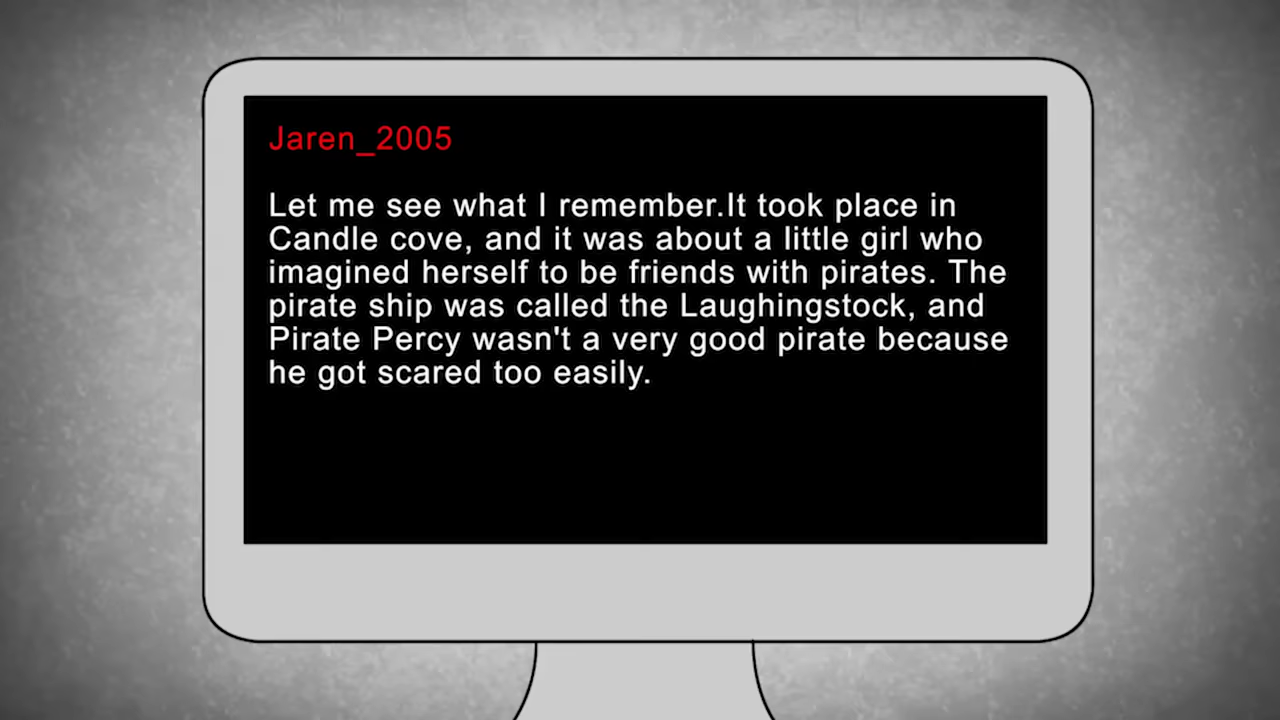 Jaren_2005
Let me see what I remember.It took place in
Candle cove, and it was about a little girl who
imagined herself to be friends with pirates. The
pirate ship was called the Laughingstock, and
Pirate Percy wasn't a very good pirate because
he got scared too easily.